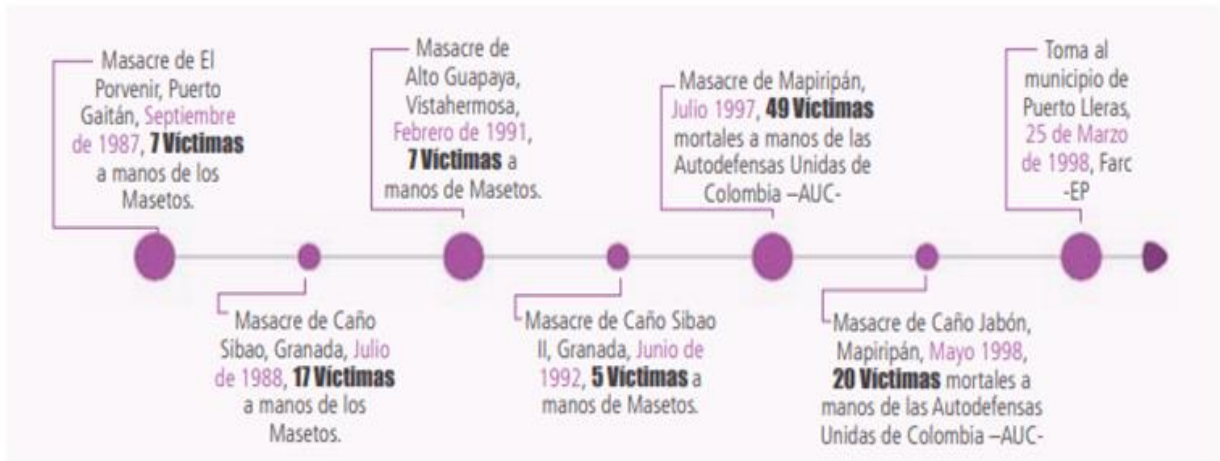 Masacre de El
Porvenir, Puerto
Gaitán, Septiembre
de 1987, 7 Víctimas
a manos de los
Masetos.
Masacre de Caño
Sibao, Granada, Julio
de 1988, 17 Víctimas
a manos de los
Masetos.
Masacre de
Alto Guapaya,
Vistahermosa,
Febrero de 1991,
7 Víctimas a
manos de Masetos.
Masacre de Caño Sibao
II, Granada, Junio de
1992, 5 Víctimas a
manos de Masetos.
Masacre de Mapiripán,
Julio 1997, 49 Víctimas
mortales a manos de las
Autodefensas Unidas de
Colombia –AUC-
Masacre de Caño Jabón,
Mapiripán, Mayo 1998,
20 Víctimas mortales a
manos de las Autodefensas
Unidas de Colombia –AUC-
Toma al
municipio de
Puerto Lleras,
25 de Marzo
de 1998, Farc
-EP